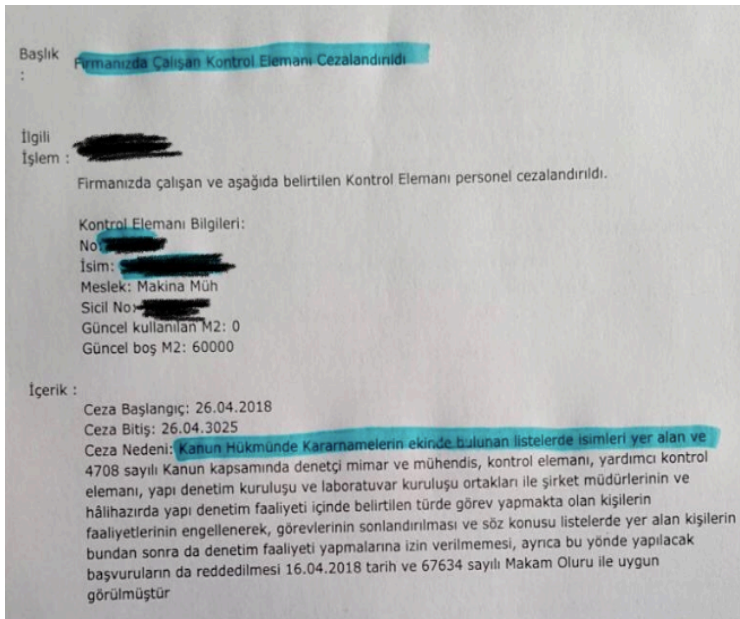 Başlık
:
Firmanızda Çalışan Kontrol Elemanı Cezalandırıldı
İlgili
İşlem :
Firmanızda çalışan ve aşağıda belirtilen Kontrol Elemanı personel cezalandırıldı.
Kontrol Elemanı Bilgileri:
No:
İsim:
Meslek: Makina Müh
Sicil No:
Güncel kullanılan M2: 0
Güncel boş M2: 60000
İçerik :
Ceza Başlangıç: 26.04.2018
Ceza Bitiş: 26.04.3025
Ceza Nedeni: Kanun Hükmünde Kararnamelerin ekinde bulunan listelerde isimleri yer alan ve
4708 sayılı Kanun kapsamında denetçi mimar ve mühendis, kontrol elemanı, yardımcı kontrol
elemanı, yapı denetim kuruluşu ve laboratuvar kuruluşu ortakları ile şirket müdürlerinin ve
hâlihazırda yapı denetim faaliyeti içinde belirtilen türde görev yapmakta olan kişilerin
faaliyetlerinin engellenerek, görevlerinin sonlandırılması ve söz konusu listelerde yer alan kişilerin
bundan sonra da denetim faaliyeti yapmalarına izin verilmemesi, ayrıca bu yönde yapılacak
başvuruların da reddedilmesi 16.04.2018 tarih ve 67634 sayılı Makam Oluru ile uygun
görülmüştür